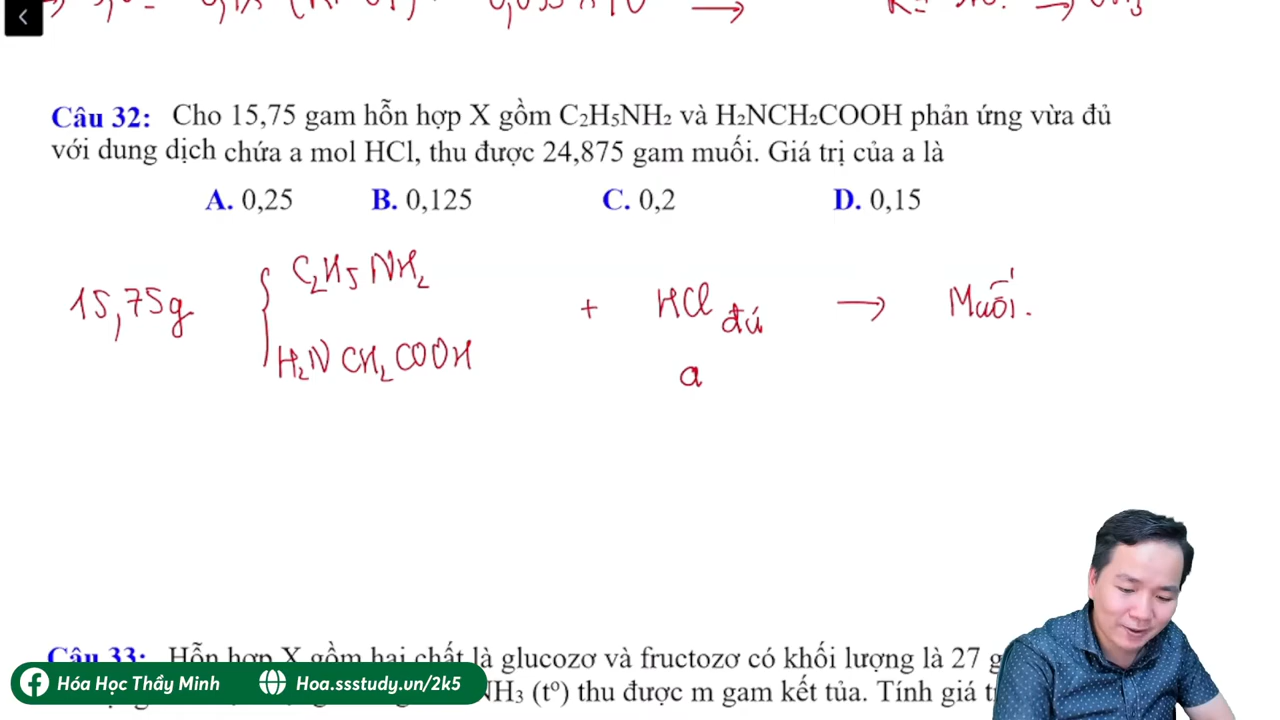 Câu 32: Cho 15,75 gam hỗn hợp X gồm C₂H₅NH₂ và H₂NCH₂COOH phản ứng vừa đủ
với dung dịch chứa a mol HCl, thu được 24,875 gam muối. Giá trị của a là
A. 0,25 B. 0,125 C. 0,2 D. 0,15
C₂H₅NH₂
15,75g { + HCl đủ → Muối.
H₂NCH₂COOH
a
Câu 33: Hỗn hợp X gồm hai chất là glucozơ và fructozơ có khối lượng là 27 g
NH₃ (tº) thu được m gam kết tủa. Tính giá
Hóa Học Thầy Minh
Hoa.ssstudy.vn/2k5